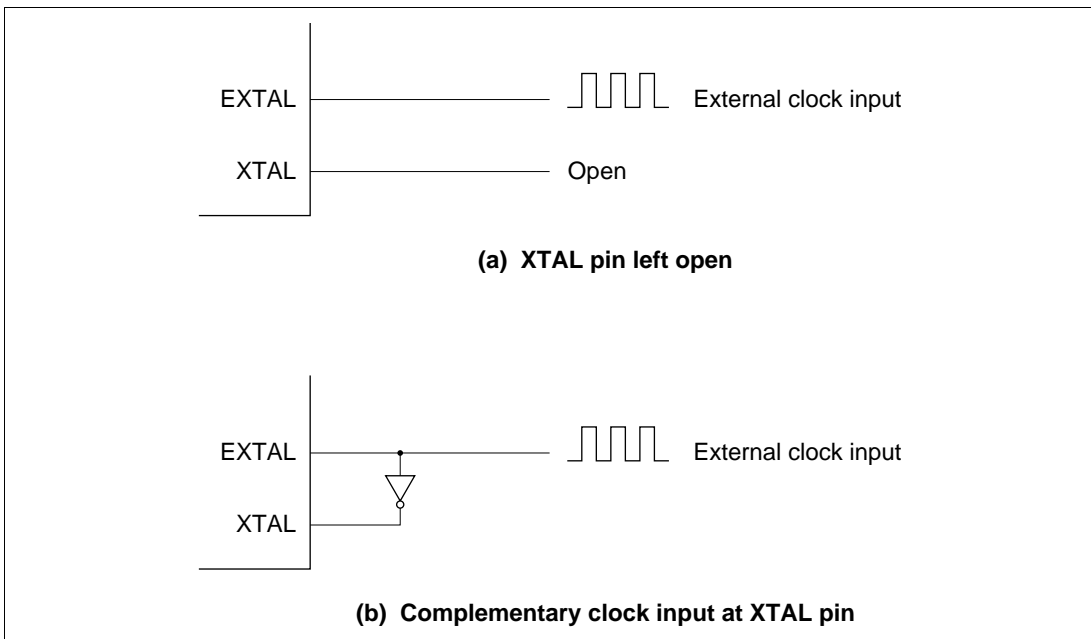 EXTAL External clock input
XTAL Open
(a) XTAL pin left open
EXTAL External clock input
XTAL
(b) Complementary clock input at XTAL pin